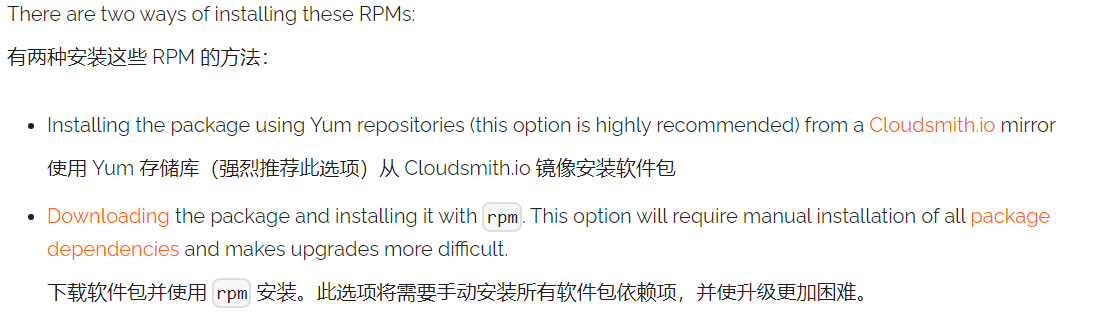 There are two ways of installing these RPMs:
有两种安装这些 RPM 的方法：
Installing the package using Yum repositories (this option is highly recommended) from a Cloudsmith.io mirror
使用 Yum 存储库（强烈推荐此选项）从 Cloudsmith.io 镜像安装软件包
Downloading the package and installing it with rpm. This option will require manual installation of all package
dependencies and makes upgrades more difficult.
下载软件包并使用 rpm 安装。此选项将需要手动安装所有软件包依赖项，并使升级更加困难。